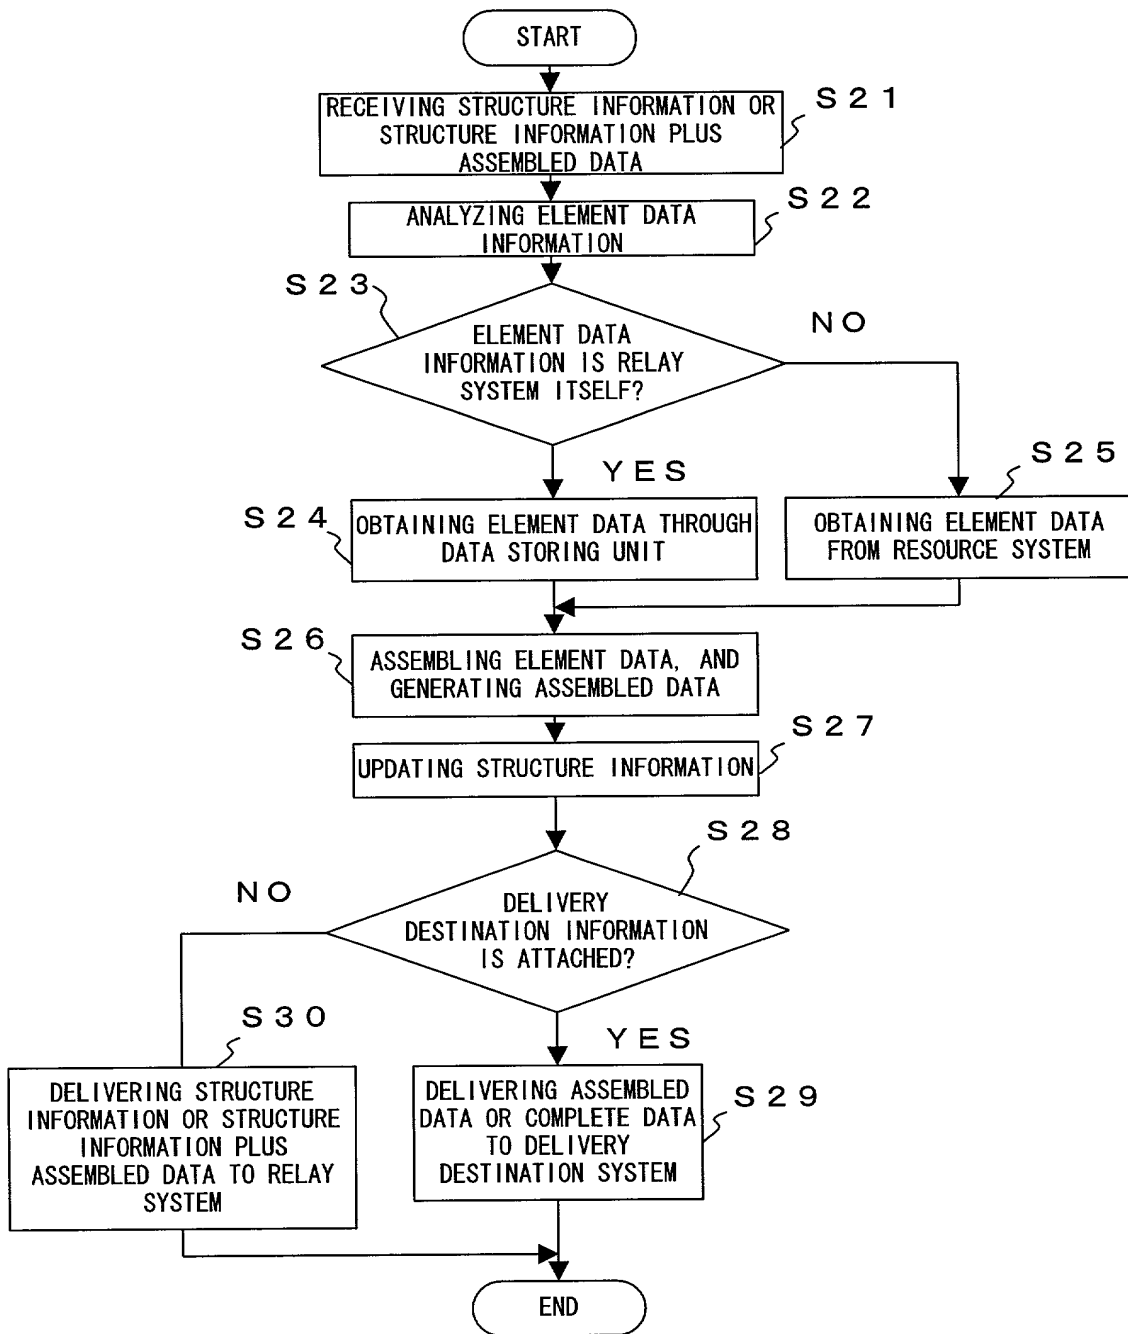 START
RECEIVING STRUCTURE INFORMATION OR
STRUCTURE INFORMATION PLUS
ASSEMBLED DATA
S21
ANALYZING ELEMENT DATA
INFORMATION
S22
S23
ELEMENT DATA
INFORMATION IS RELAY
SYSTEM ITSELF?
NO
YES
S24
OBTAINING ELEMENT DATA THROUGH
DATA STORING UNIT
S25
OBTAINING ELEMENT DATA
FROM RESOURCE SYSTEM
S26
ASSEMBLING ELEMENT DATA, AND
GENERATING ASSEMBLED DATA
S27
UPDATING STRUCTURE INFORMATION
S28
DELIVERY
DESTINATION INFORMATION
IS ATTACHED?
NO
YES
S30
DELIVERING STRUCTURE
INFORMATION OR STRUCTURE
INFORMATION PLUS
ASSEMBLED DATA TO RELAY
SYSTEM
DELIVERING ASSEMBLED
DATA OR COMPLETE DATA
TO DELIVERY
DESTINATION SYSTEM
S29
END